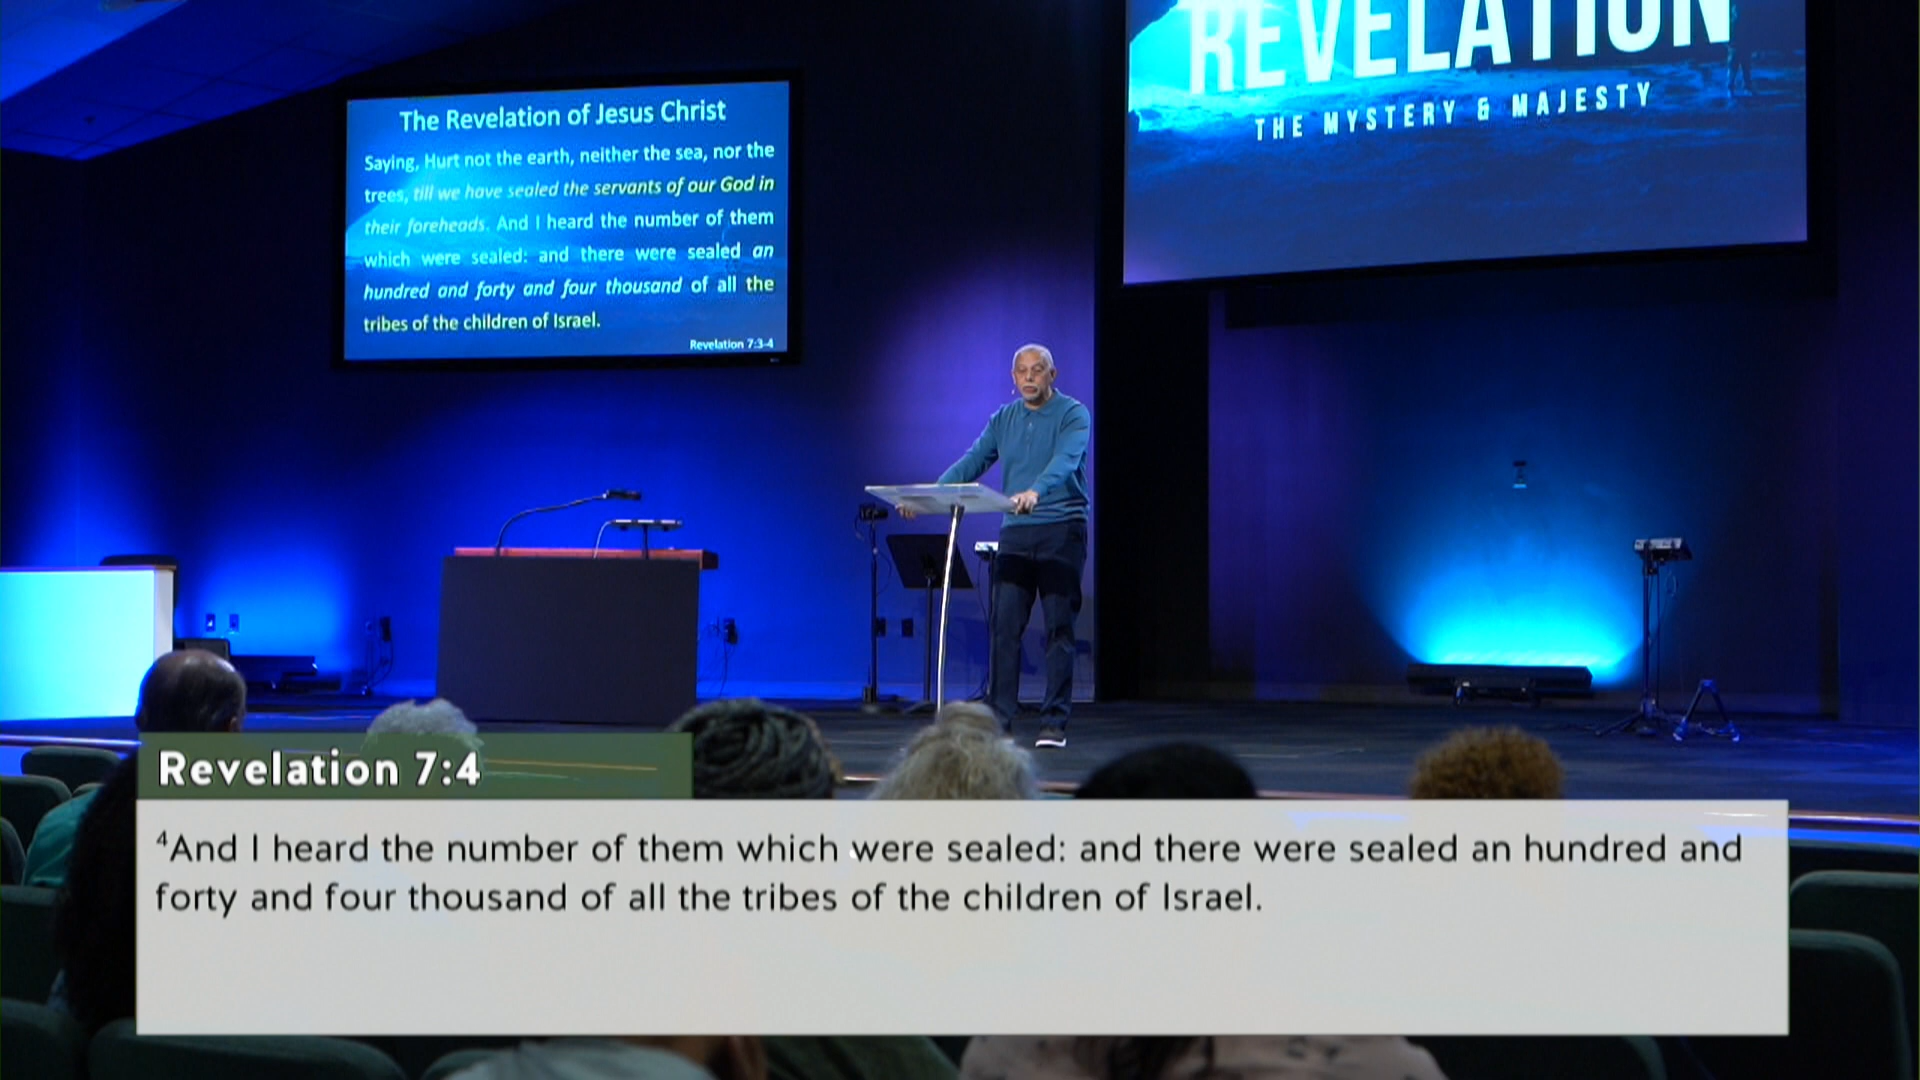 The Revelation of Jesus Christ
Saying, Hurt not the earth, neither the sea, nor the
trees, till we have sealed the servants of our God in
their foreheads. And I heard the number of them
which were sealed: and there were sealed an
hundred and forty and four thousand of all the
tribes of the children of Israel.
Revelation 7:3-4
REVELATION
THE MYSTERY & MAJESTY
Revelation 7:4
⁴And I heard the number of them which were sealed: and there were sealed an hundred and
forty and four thousand of all the tribes of the children of Israel.